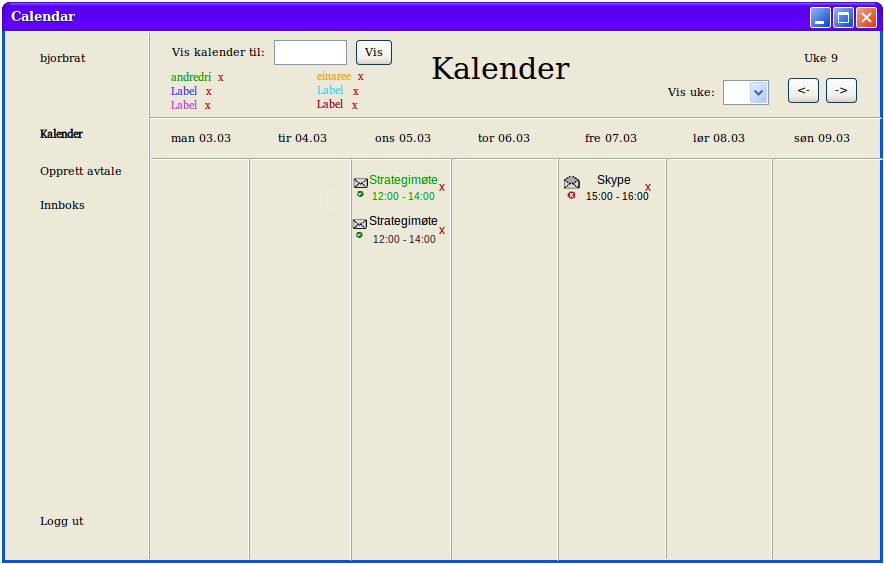 Calendar
bjorbrat
Vis kalender til:
Vis
Kalender
Uke 9
andredri x
einaree x
Label x
Label x
Label x
Label x
Vis uke:
<-
->
Kalender
man 03.03
tir 04.03
ons 05.03
tor 06.03
fre 07.03
lør 08.03
søn 09.03
Opprett avtale
Innboks
Strategimøte x
12:00 - 14:00
Strategimøte x
12:00 - 14:00
Skype x
15:00 - 16:00
Logg ut